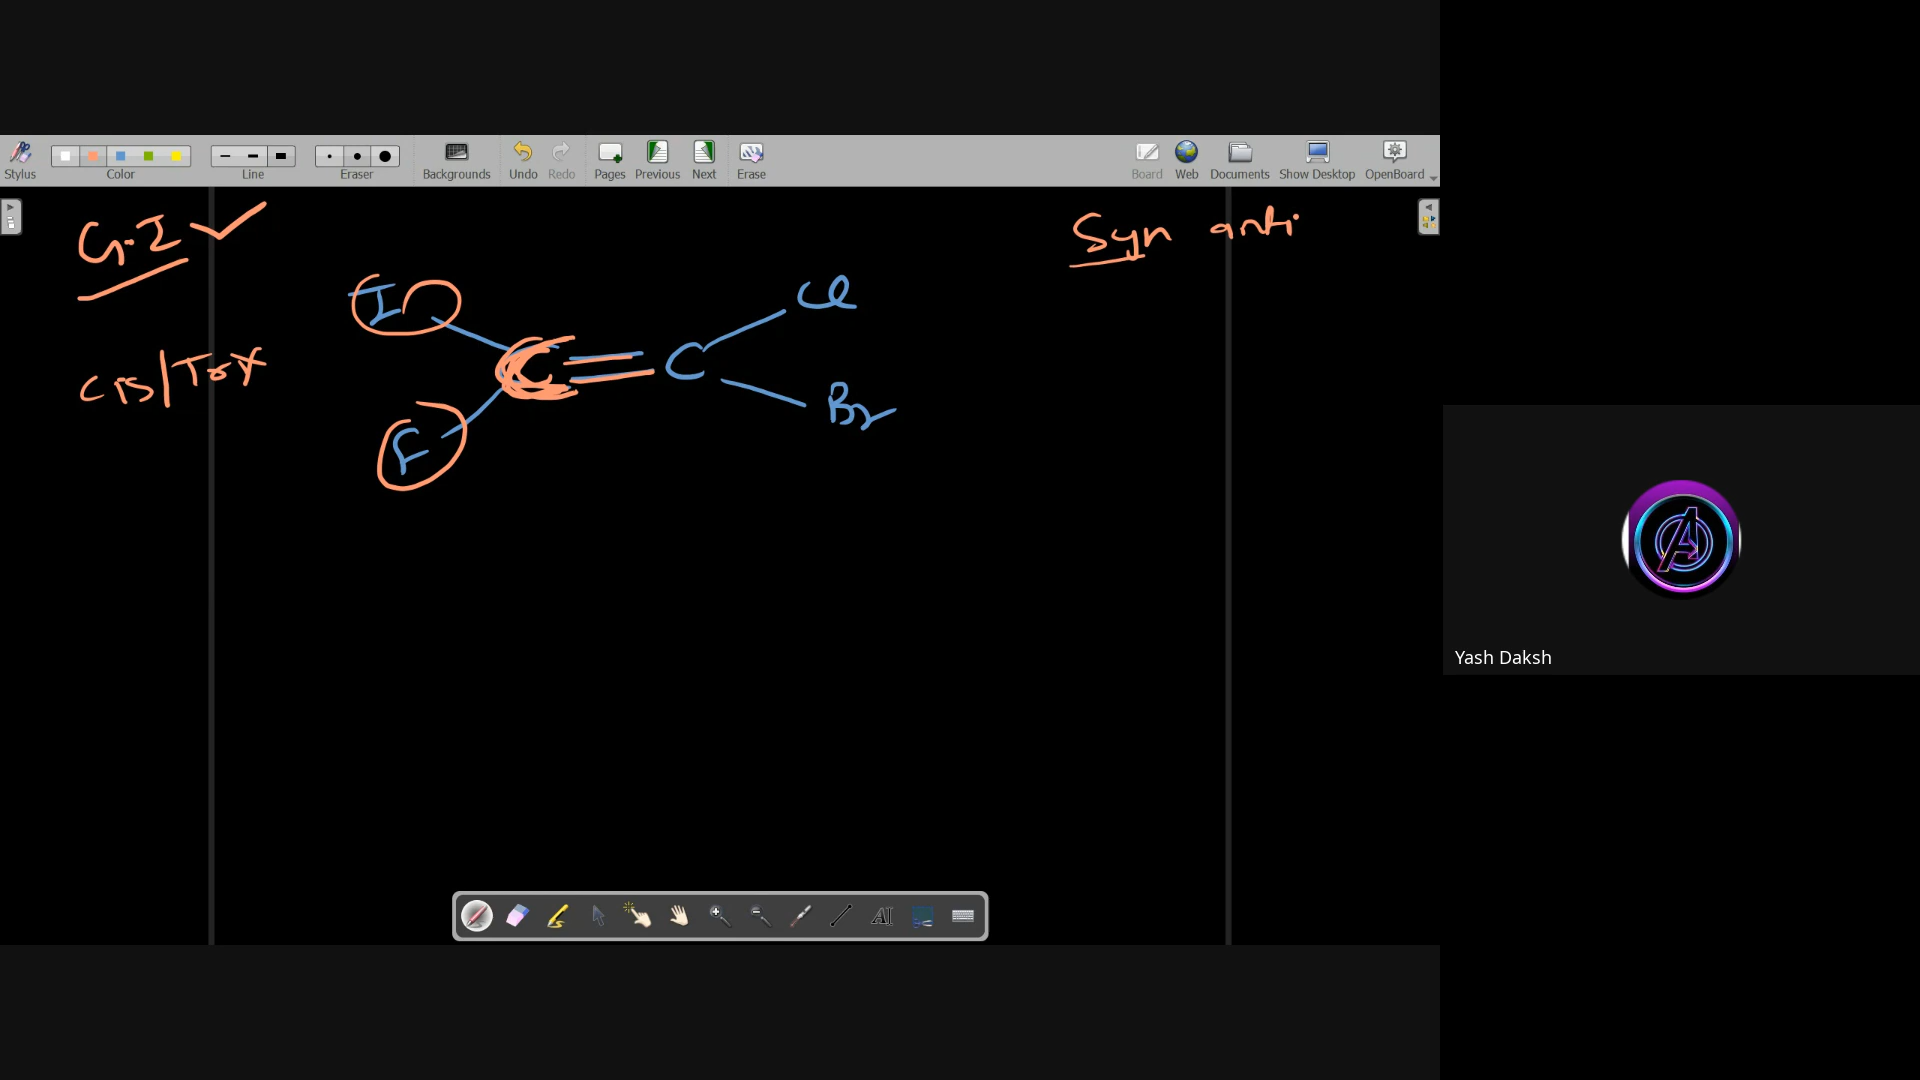 Stylus Color Line Eraser Backgrounds Undo Redo Pages Previous Next Erase Board Web Documents Show Desktop OpenBoard
G.I
Syn anti
I Cl
C = C
cis/
F Br
Yash Daksh